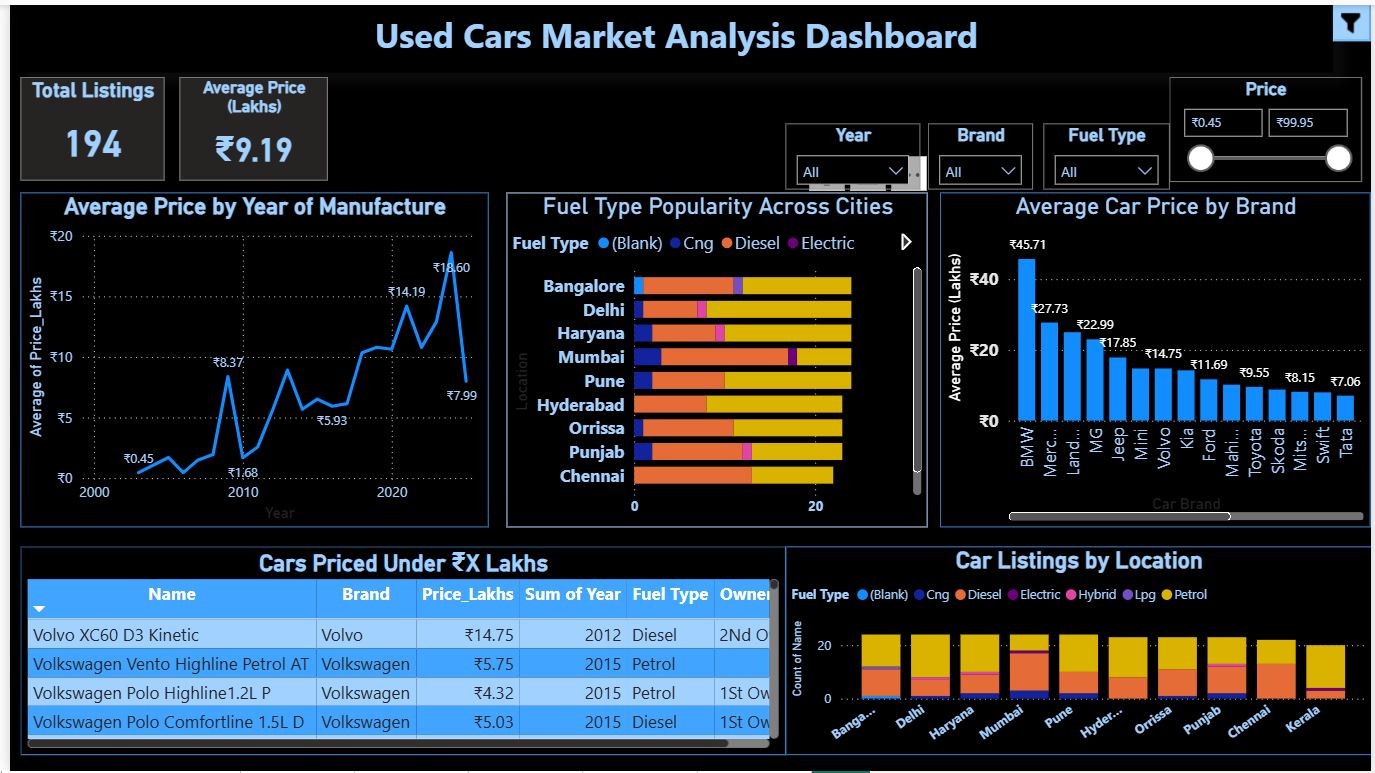 Used Cars Market Analysis Dashboard
Total Listings
194
Average Price
(Lakhs)
₹9.19
Year
All
Brand
All
Fuel Type
All
Price
₹0.45
₹99.95
Average Price by Year of Manufacture
Average of Price_Lakhs
₹20
₹15
₹10
₹5
₹0
₹0.45
₹8.37
₹1.68
₹5.93
₹14.19
₹18.60
₹7.99
2000
2010
2020
Year
Fuel Type Popularity Across Cities
Fuel Type (Blank) Cng Diesel Electric
Location
Bangalore
Delhi
Haryana
Mumbai
Pune
Hyderabad
Orrissa
Punjab
Chennai
0
20
Average Car Price by Brand
Average Price (Lakhs)
₹40
₹20
₹0
₹45.71
₹27.73
₹22.99
₹17.85
₹14.75
₹11.69
₹9.55
₹8.15
₹7.06
BMW
Merc...
Land...
MG
Jeep
Mini
Volvo
Kia
Ford
Mahi...
Toyota
Skoda
Mits...
Swift
Tata
Car Brand
Cars Priced Under ₹X Lakhs
Name Brand Price_Lakhs Sum of Year Fuel Type Owner
Volvo XC60 D3 Kinetic Volvo ₹14.75 2012 Diesel 2Nd O
Volkswagen Vento Highline Petrol AT Volkswagen ₹5.75 2015 Petrol
Volkswagen Polo Highline1.2L P Volkswagen ₹4.32 2015 Petrol 1St Ow
Volkswagen Polo Comfortline 1.5L D Volkswagen ₹5.03 2015 Diesel 1St Ow
Car Listings by Location
Fuel Type (Blank) Cng Diesel Electric Hybrid Lpg Petrol
Count of Name
20
0
Banga...
Delhi
Haryana
Mumbai
Pune
Hyder...
Orrissa
Punjab
Chennai
Kerala